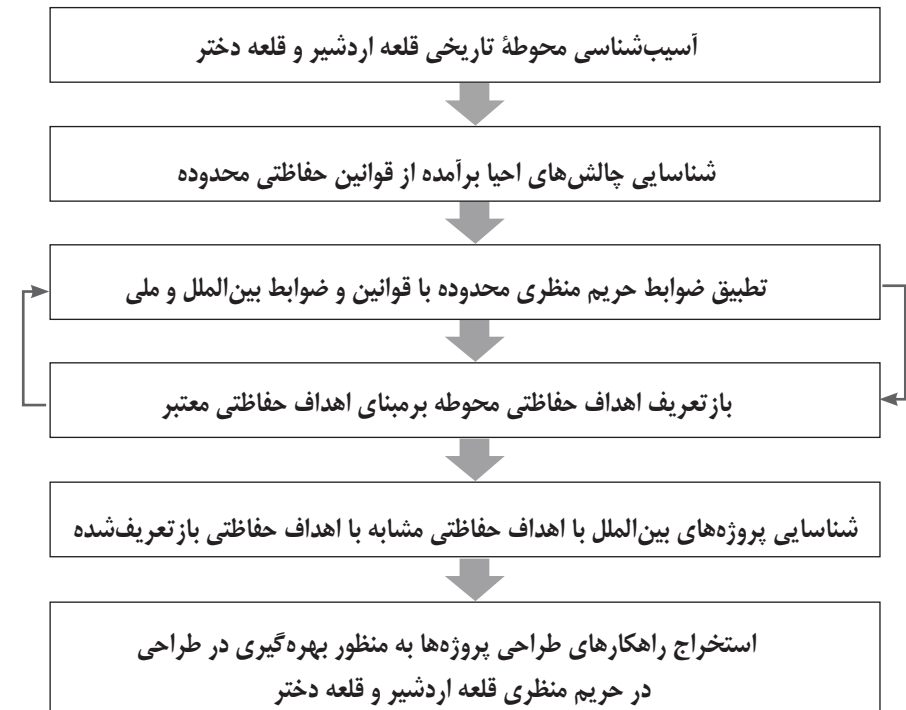 آسیب‌شناسی محوطهٔ تاریخی قلعه اردشیر و قلعه دختر
شناسایی چالش‌های احیا برآمده از قوانین حفاظتی محدوده
تطبیق ضوابط حریم منظری محدوده با قوانین و ضوابط بین‌الملل و ملی
بازتعریف اهداف حفاظتی محوطه برمبنای اهداف حفاظتی معتبر
شناسایی پروژه‌های بین‌الملل با اهداف حفاظتی مشابه با اهداف حفاظتی بازتعریف‌شده
استخراج راهکارهای طراحی پروژه‌ها به منظور بهره‌گیری در طراحی
در حریم منظری قلعه اردشیر و قلعه دختر